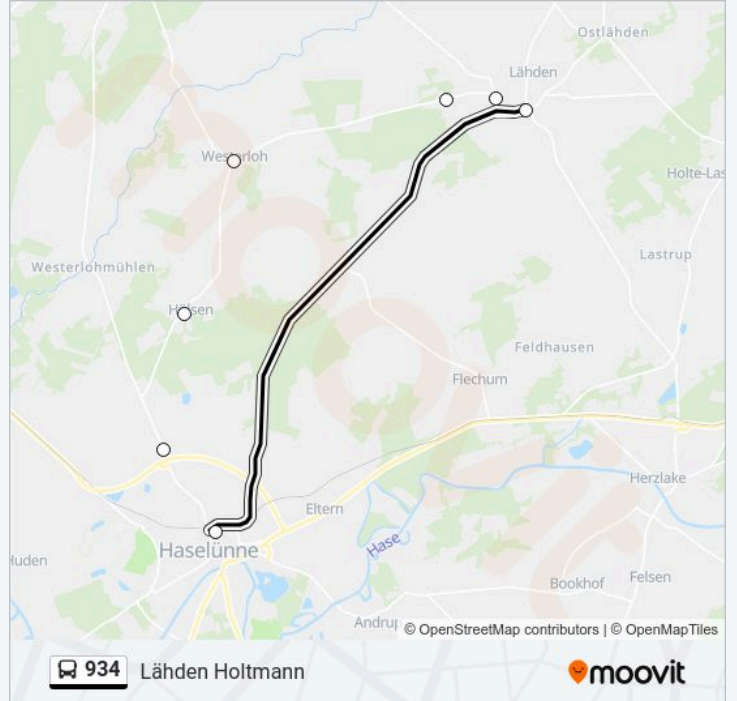 Ostlähden
Lähden
Westerloh
Holte-Las
Lastrup
Westerlohmühlen
Hülsen
Feldhausen
Flechum
Herzlake
Eltern
Haselünne
Hase
Huden
Bookhof
Felsen
Andrup
© OpenStreetMap contributors | © OpenMapTiles
934 Lähden Holtmann
moovit